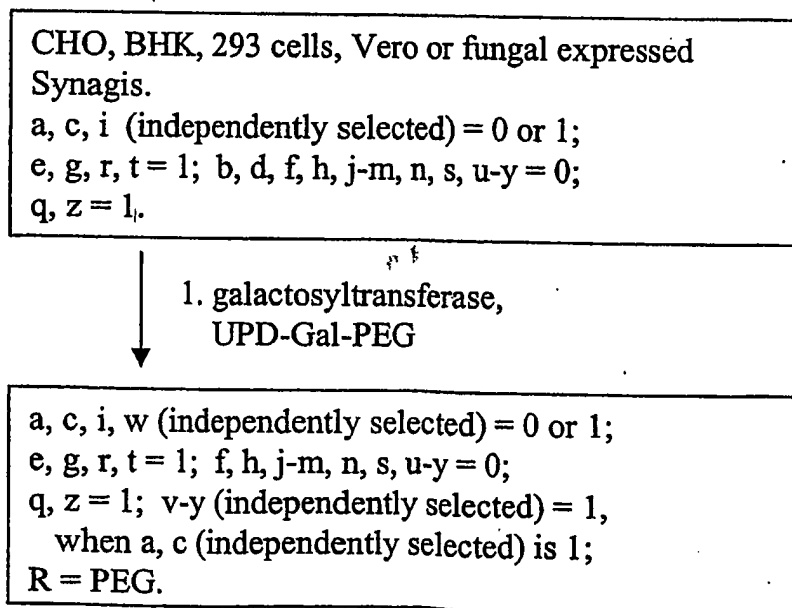 CHO, BHK, 293 cells, Vero or fungal expressed
Synagis.
a, c, i (independently selected) = 0 or 1;
e, g, r, t = 1; b, d, f, h, j-m, n, s, u-y = 0;
q, z = 1.
1. galactosyltransferase,
UPD-Gal-PEG
a, c, i, w (independently selected) = 0 or 1;
e, g, r, t = 1; f, h, j-m, n, s, u-y = 0;
q, z = 1; v-y (independently selected) = 1,
when a, c (independently selected) is 1;
R = PEG.